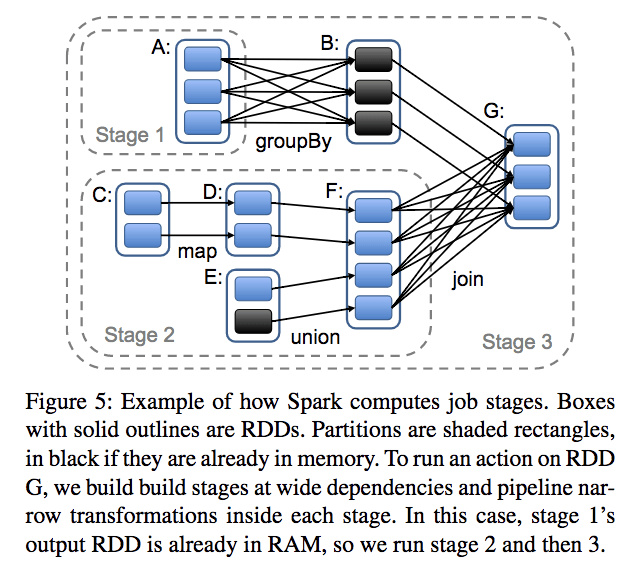 A:
B:
G:
Stage 1
groupBy
C:
D:
F:
map
E:
join
Stage 2
union
Stage 3
Figure 5: Example of how Spark computes job stages. Boxes
with solid outlines are RDDs. Partitions are shaded rectangles,
in black if they are already in memory. To run an action on RDD
G, we build build stages at wide dependencies and pipeline nar-
row transformations inside each stage. In this case, stage 1’s
output RDD is already in RAM, so we run stage 2 and then 3.